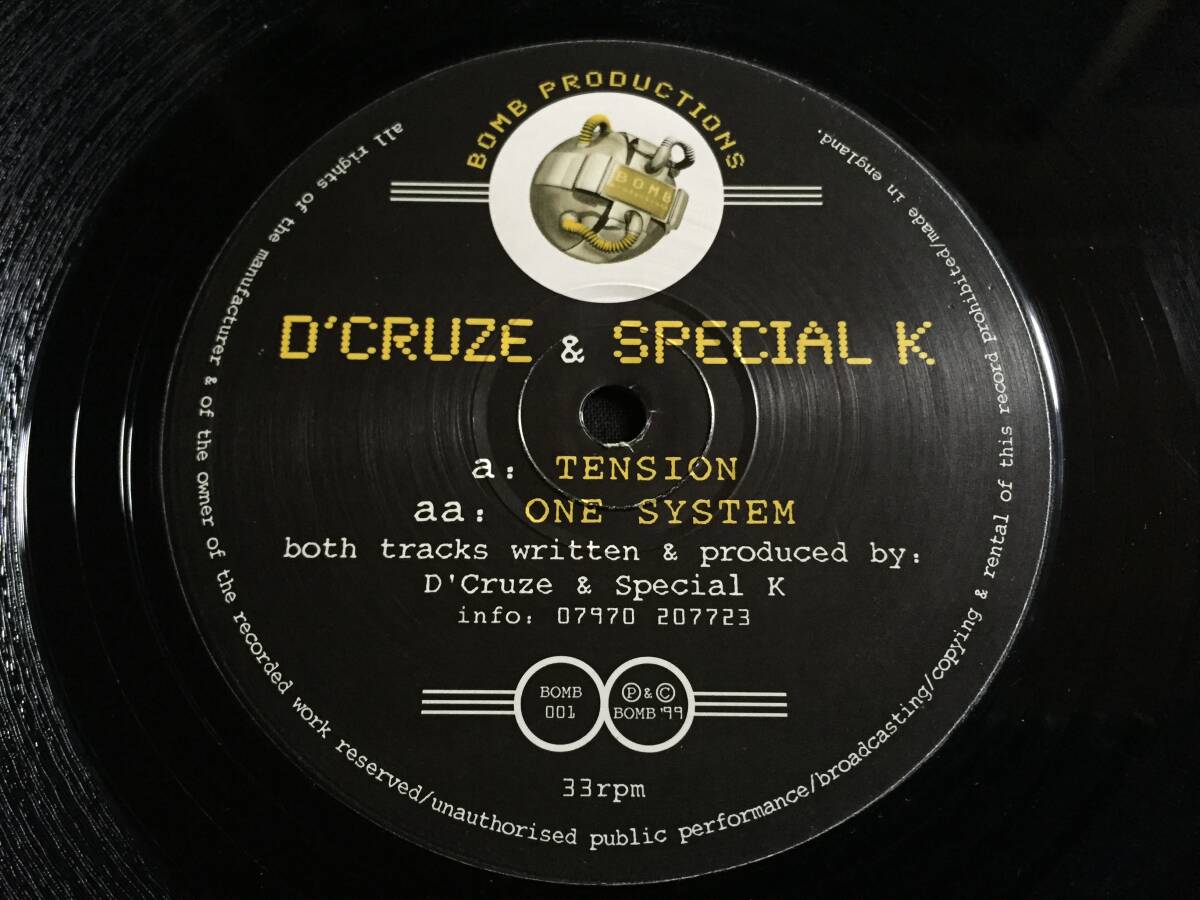 BOMB PRODUCTIONS
BOMB
D'CRUZE & SPECIAL K
a: TENSION
aa: ONE SYSTEM
both tracks written & produced by:
D'Cruze & Special K
info: 07970 207723
BOMB
001
Ⓟ & Ⓒ
BOMB '99
33rpm
all rights of the manufacturer & of the owner of the recorded work reserved/unauthorised public performance/broadcasting/copying & rental of this record Prohibited/made in england.